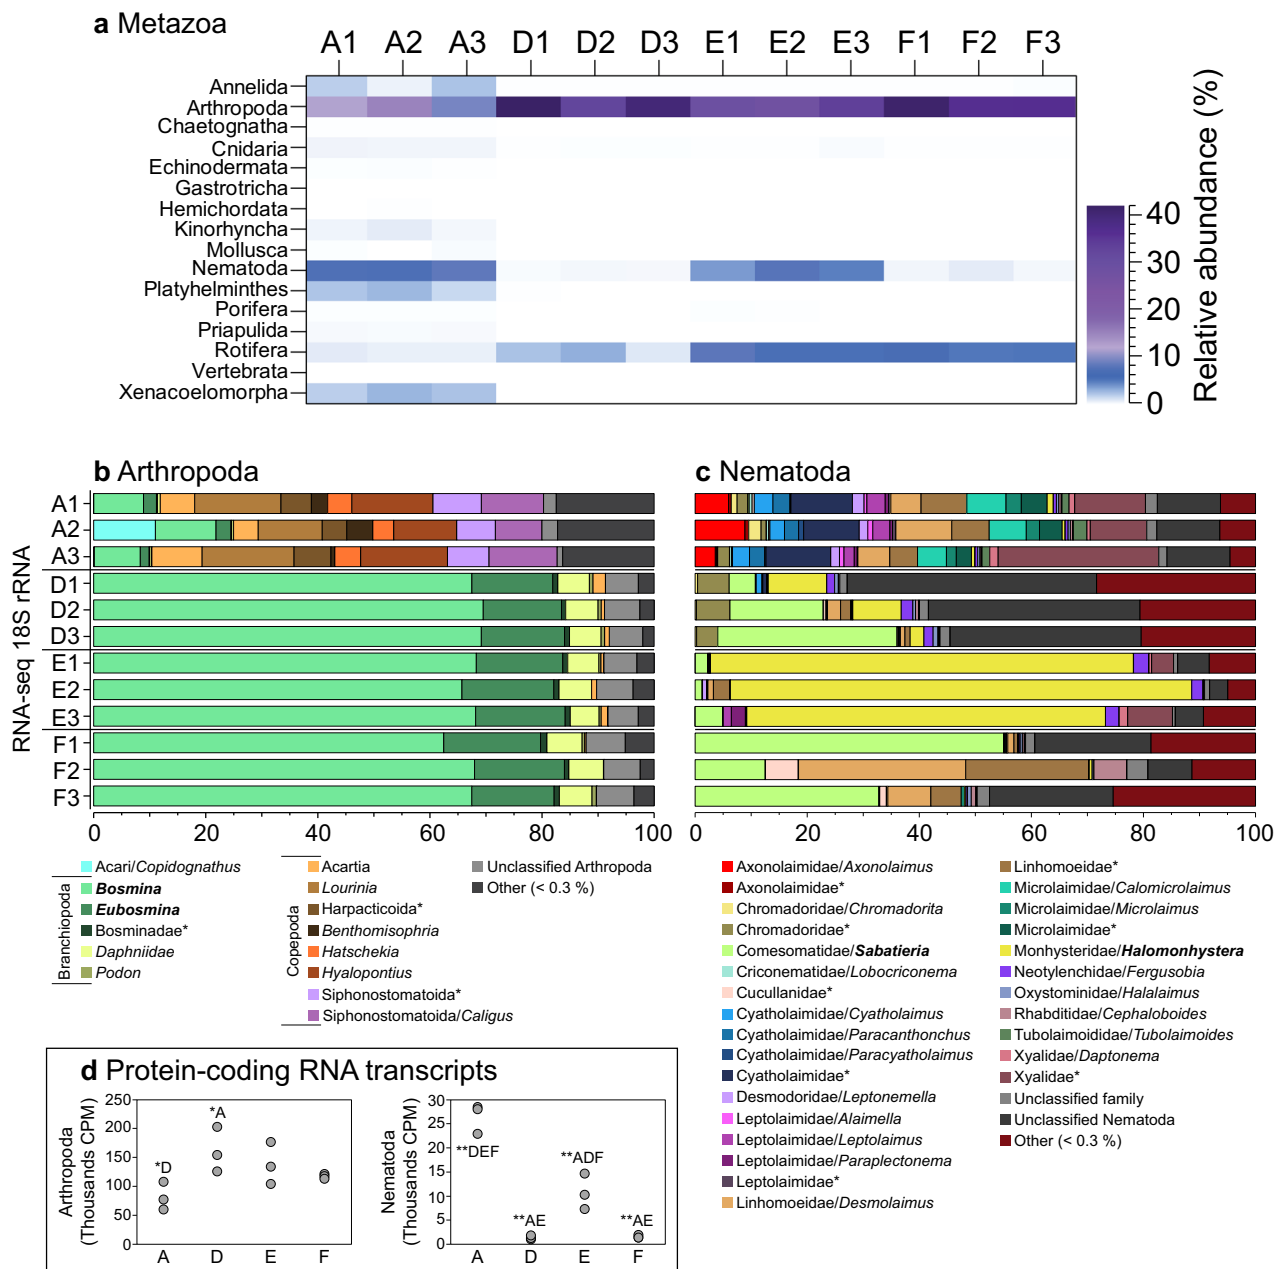 a Metazoa
A1 A2 A3 D1 D2 D3 E1 E2 E3 F1 F2 F3
Annelida
Arthropoda
Chaetognatha
Cnidaria
Echinodermata
Gastrotricha
Hemichordata
Kinorhyncha
Mollusca
Nematoda
Platyhelminthes
Porifera
Priapulida
Rotifera
Vertebrata
Xenacoelomorpha
40
30
20
10
0
Relative abundance (%)
b Arthropoda
c Nematoda
RNA-seq 18S rRNA
A1
A2
A3
D1
D2
D3
E1
E2
E3
F1
F2
F3
0 20 40 60 80 100
0 20 40 60 80 100
Acari/Copidognathus
Branchiopoda
Bosmina
Eubosmina
Bosminadae*
Daphniidae
Podon
Copepoda
Acartia
Lourinia
Harpacticoida*
Benthomisophria
Hatschekia
Hyalopontius
Siphonostomatoida*
Siphonostomatoida/Caligus
Unclassified Arthropoda
Other (< 0.3 %)
Axonolaimidae/Axonolaimus
Axonolaimidae*
Chromadoridae/Chromadorita
Chromadoridae*
Comesomatidae/Sabatieria
Criconematidae/Lobocriconema
Cucullanidae*
Cyatholaimidae/Cyatholaimus
Cyatholaimidae/Paracanthonchus
Cyatholaimidae/Paracyatholaimus
Cyatholaimidae*
Desmodoridae/Leptonemella
Leptolaimidae/Alaimella
Leptolaimidae/Leptolaimus
Leptolaimidae/Paraplectonema
Leptolaimidae*
Linhomoeidae/Desmolaimus
Linhomoeidae*
Microlaimidae/Calomicrolaimus
Microlaimidae/Microlaimus
Microlaimidae*
Monhysteridae/Halomonhystera
Neotylenchidae/Fergusobia
Oxystominidae/Halalaimus
Rhabditidae/Cephaloboides
Tubolaimoididae/Tubolaimoides
Xyalidae/Daptonema
Xyalidae*
Unclassified family
Unclassified Nematoda
Other (< 0.3 %)
d Protein-coding RNA transcripts
Arthropoda
(Thousands CPM)
250
200
150
100
50
0
*D
*A
A D E F
Nematoda
(Thousands CPM)
30
25
20
15
10
5
0
**DEF
**AE
**ADF
**AE
A D E F